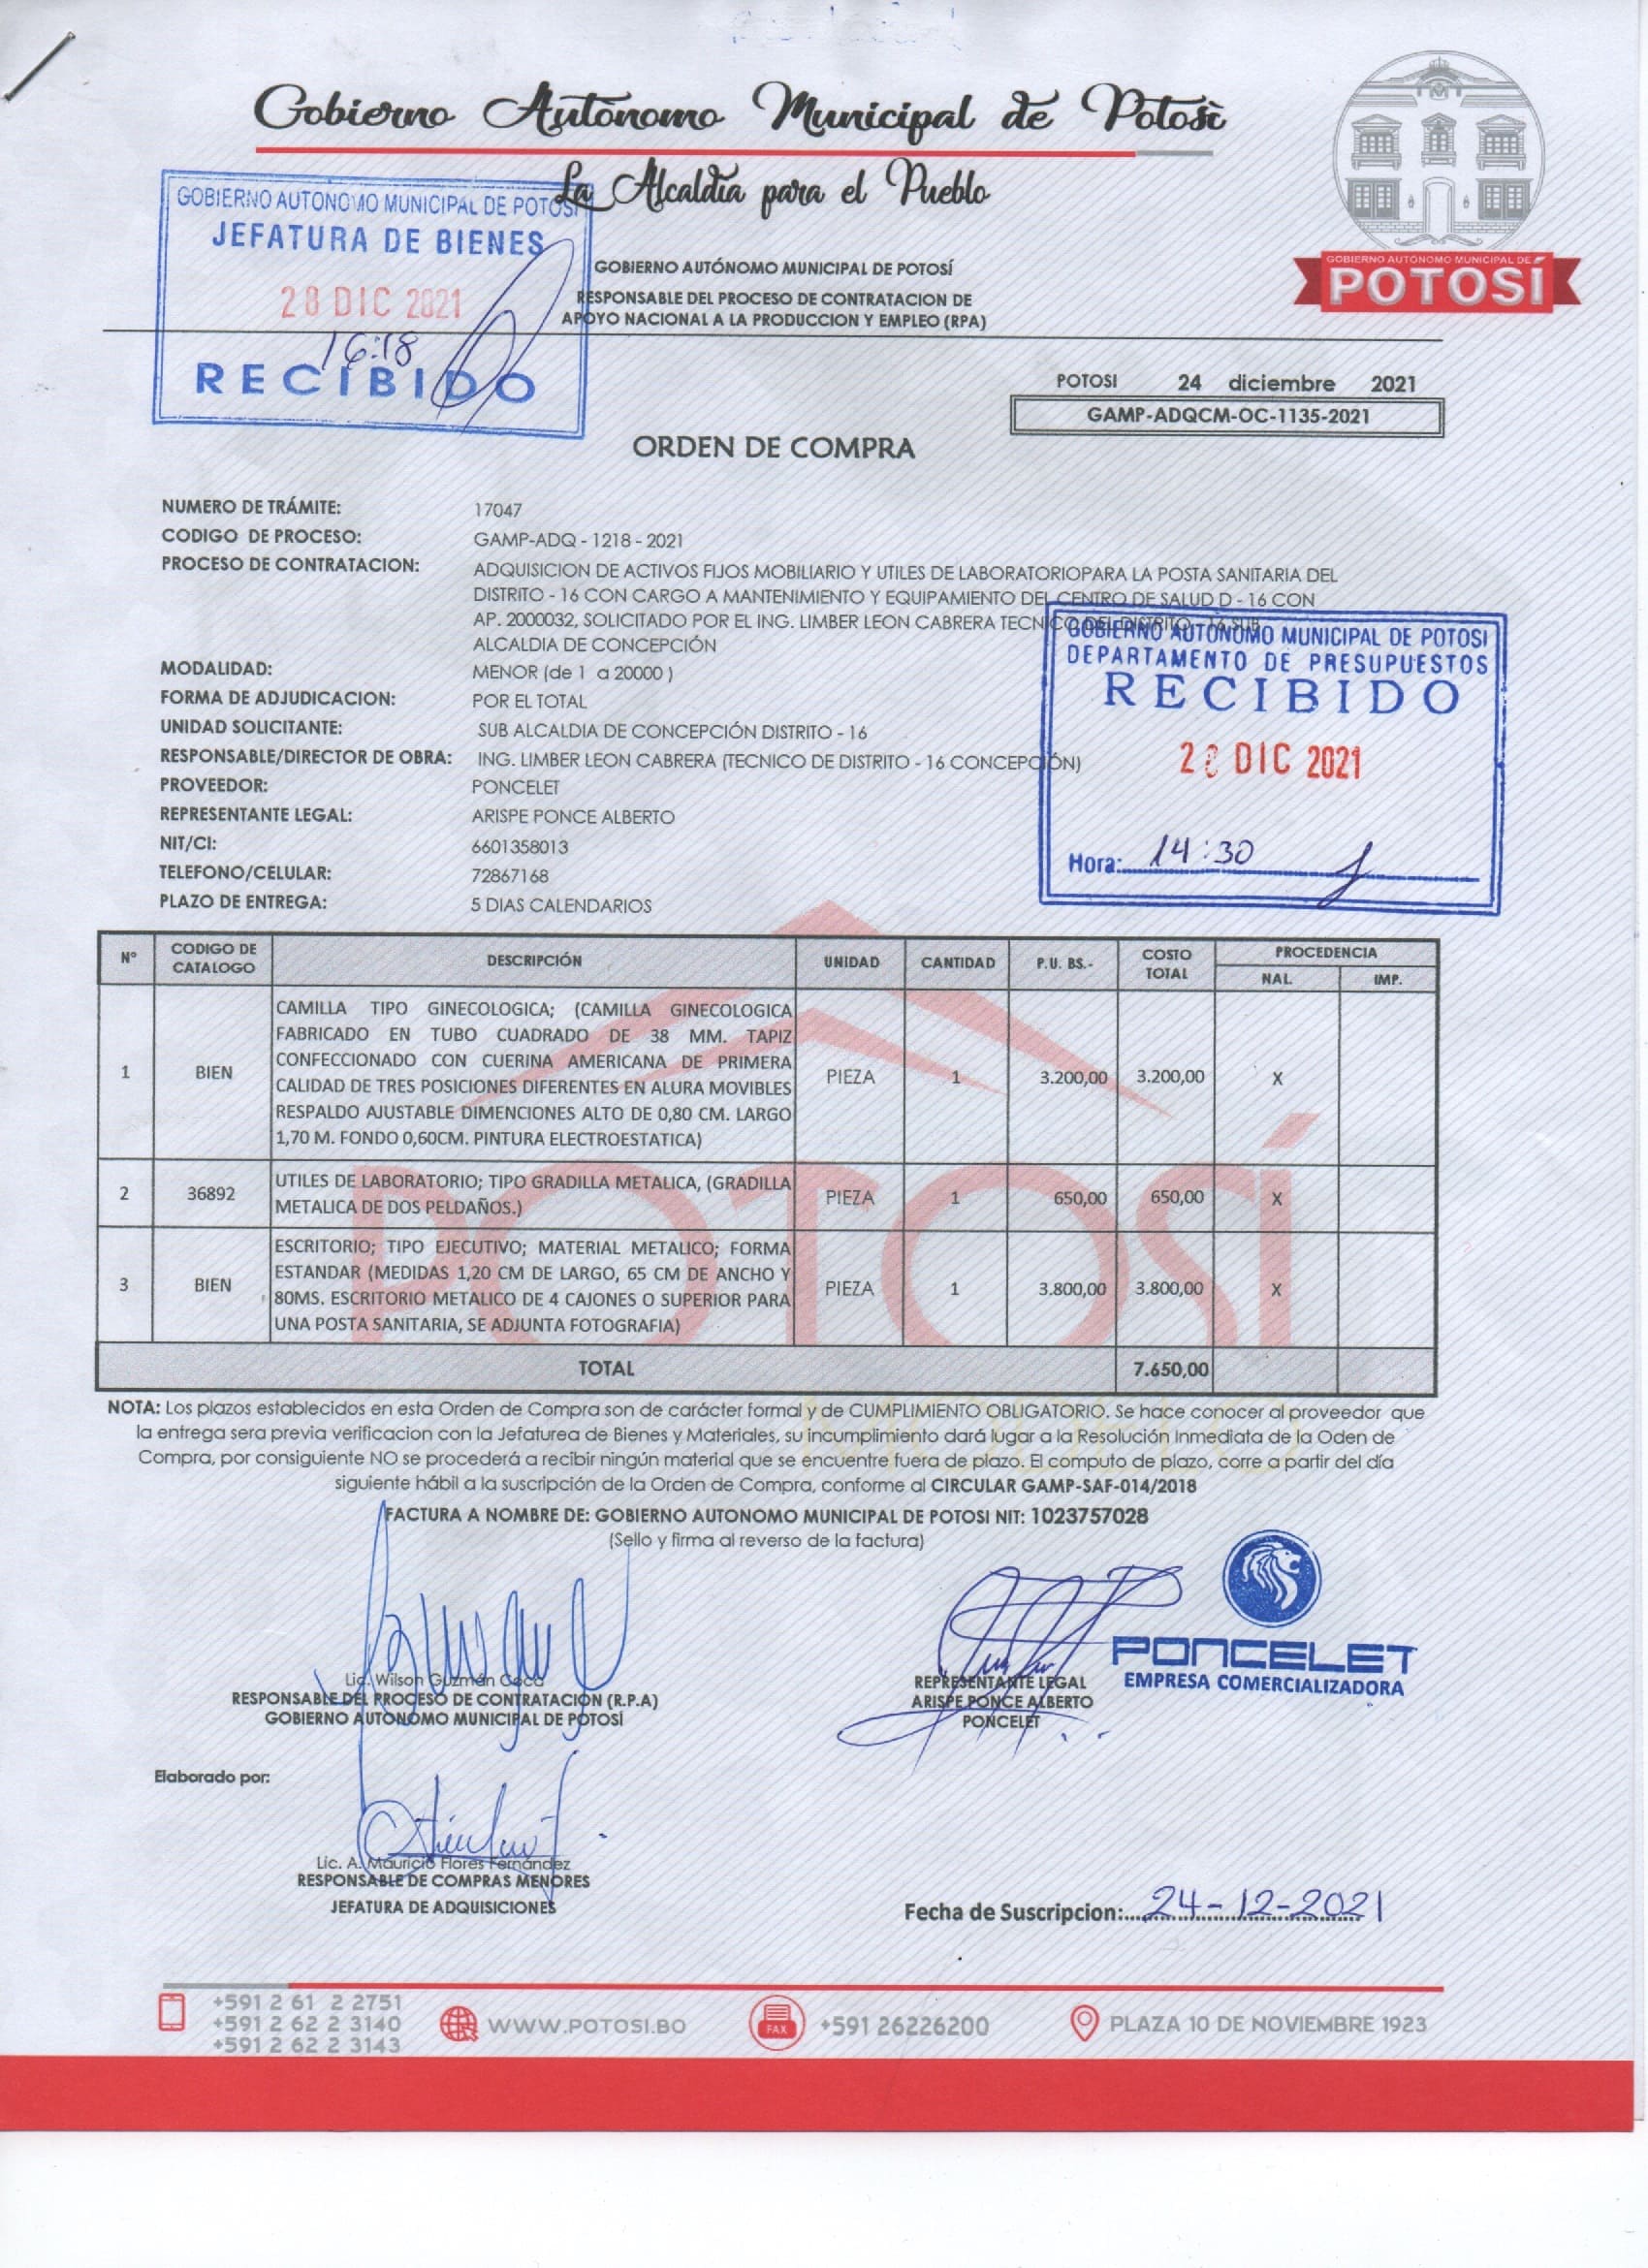 Gobierno Autònomo Municipal de Potosì
La Alcaldìa para el Pueblo
GOBIERNO AUTÓNOMO MUNICIPAL DE
POTOSÍ
GOBIERNO AUTONOMO MUNICIPAL DE POTOSI
JEFATURA DE BIENES
28 DIC 2021
16:18
RECIBIDO
GOBIERNO AUTÓNOMO MUNICIPAL DE POTOSÍ
RESPONSABLE DEL PROCESO DE CONTRATACION DE
APOYO NACIONAL A LA PRODUCCION Y EMPLEO (RPA)
POTOSI 24 diciembre 2021
GAMP-ADQCM-OC-1135-2021
ORDEN DE COMPRA
NUMERO DE TRÁMITE: 17047
CODIGO DE PROCESO: GAMP-ADQ - 1218 - 2021
PROCESO DE CONTRATACION: ADQUISICION DE ACTIVOS FIJOS MOBILIARIO Y UTILES DE LABORATORIOPARA LA POSTA SANITARIA DEL
DISTRITO - 16 CON CARGO A MANTENIMIENTO Y EQUIPAMIENTO DEL CENTRO DE SALUD D - 16 CON
AP. 2000032, SOLICITADO POR EL ING. LIMBER LEON CABRERA TECNICO DEL DISTRITO - 16 SUB
ALCALDIA DE CONCEPCIÓN
MODALIDAD: MENOR (de 1 a 20000 )
FORMA DE ADJUDICACION: POR EL TOTAL
UNIDAD SOLICITANTE: SUB ALCALDIA DE CONCEPCIÓN DISTRITO - 16
RESPONSABLE/DIRECTOR DE OBRA: ING. LIMBER LEON CABRERA (TECNICO DE DISTRITO - 16 CONCEPCIÓN)
PROVEEDOR: PONCELET
REPRESENTANTE LEGAL: ARISPE PONCE ALBERTO
NIT/CI: 6601358013
TELEFONO/CELULAR: 72867168
PLAZO DE ENTREGA: 5 DIAS CALENDARIOS
GOBIERNO AUTONOMO MUNICIPAL DE POTOSI
DEPARTAMENTO DE PRESUPUESTOS
RECIBIDO
DIC 2021
Hora: 14:30
N° CODIGO DE CATALOGO DESCRIPCIÓN UNIDAD CANTIDAD P.U. BS.- COSTO TOTAL PROCEDENCIA
NAL. IMP.
CAMILLA TIPO GINECOLOGICA; (CAMILLA GINECOLOGICA
FABRICADO EN TUBO CUADRADO DE 38 MM. TAPIZ
CONFECCIONADO CON CUERINA AMERICANA DE PRIMERA
1 BIEN CALIDAD DE TRES POSICIONES DIFERENTES EN ALURA MOVIBLES PIEZA 1 3.200,00 3.200,00 X
RESPALDO AJUSTABLE DIMENCIONES ALTO DE 0,80 CM. LARGO
1,70 M. FONDO 0,60CM. PINTURA ELECTROESTATICA)
2 36892 UTILES DE LABORATORIO; TIPO GRADILLA METALICA, (GRADILLA PIEZA 1 650,00 650,00 X
METALICA DE DOS PELDAÑOS.)
ESCRITORIO; TIPO EJECUTIVO; MATERIAL METALICO; FORMA
3 BIEN ESTANDAR (MEDIDAS 1,20 CM DE LARGO, 65 CM DE ANCHO Y PIEZA 1 3.800,00 3.800,00 X
80MS. ESCRITORIO METALICO DE 4 CAJONES O SUPERIOR PARA
UNA POSTA SANITARIA, SE ADJUNTA FOTOGRAFIA)
TOTAL 7.650,00
POTOSÍ
NOTA: Los plazos establecidos en esta Orden de Compra son de carácter formal y de CUMPLIMIENTO OBLIGATORIO. Se hace conocer al proveedor que
la entrega sera previa verificacion con la Jefaturea de Bienes y Materiales, su incumplimiento dará lugar a la Resolución Inmediata de la Oden de
Compra, por consiguiente NO se procederá a recibir ningún material que se encuentre fuera de plazo. El computo de plazo, corre a partir del día
siguiente hábil a la suscripción de la Orden de Compra, conforme al CIRCULAR GAMP-SAF-014/2018
FACTURA A NOMBRE DE: GOBIERNO AUTONOMO MUNICIPAL DE POTOSI NIT: 1023757028
(Sello y firma al reverso de la factura)
Lic. Wilson Guzmán Coca
RESPONSABLE DEL PROCESO DE CONTRATACIÓN (R.P.A)
GOBIERNO AUTONOMO MUNICIPAL DE POTOSÍ
REPRESENTANTE LEGAL
ARISPE PONCE ALBERTO
PONCELET
PONCELET
EMPRESA COMERCIALIZADORA
Elaborado por:
Lic. A. Mauricio Flores Fernández
RESPONSABLE DE COMPRAS MENORES
JEFATURA DE ADQUISICIONES
Fecha de Suscripcion: 24-12-2021
+591 2 61 2 2751
+591 2 62 2 3140
+591 2 62 2 3143
WWW.POTOSI.BO
FAX
+591 26226200
PLAZA 10 DE NOVIEMBRE 1923